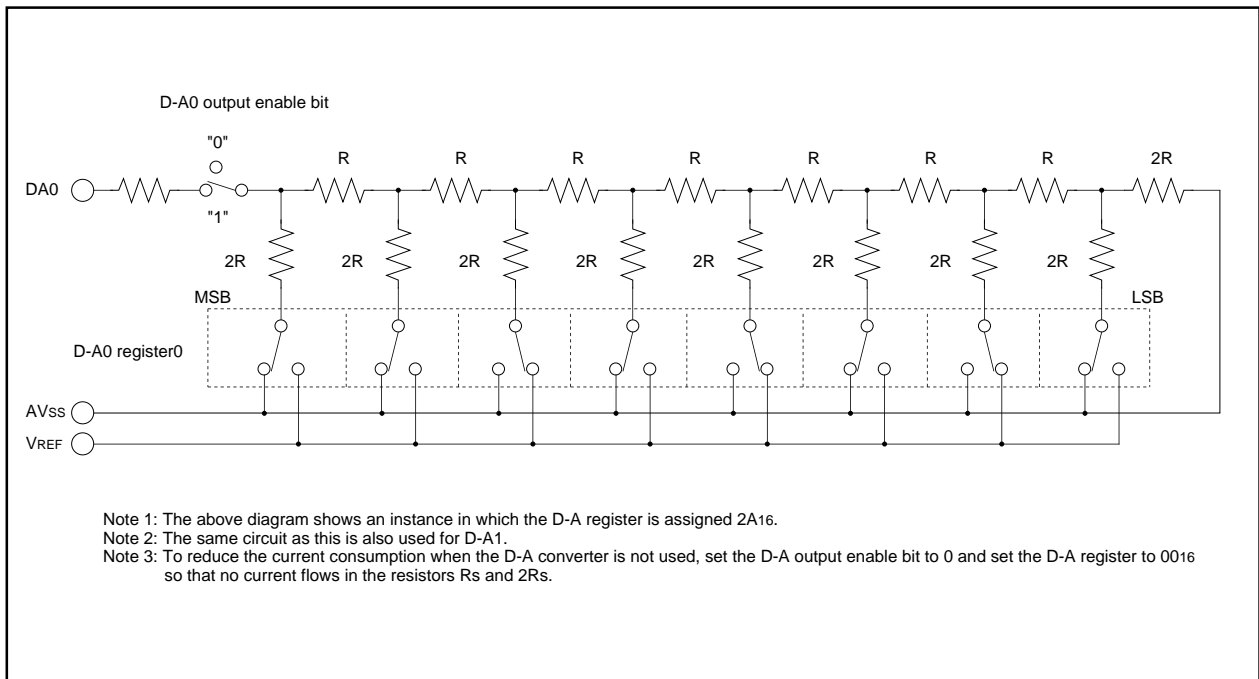 D-A0 output enable bit
"0"
R R R R R R R 2R
DA0
"1"
2R 2R 2R 2R 2R 2R 2R 2R
MSB LSB
D-A0 register0
AVSS
VREF
Note 1: The above diagram shows an instance in which the D-A register is assigned 2A16.
Note 2: The same circuit as this is also used for D-A1.
Note 3: To reduce the current consumption when the D-A converter is not used, set the D-A output enable bit to 0 and set the D-A register to 0016
so that no current flows in the resistors Rs and 2Rs.